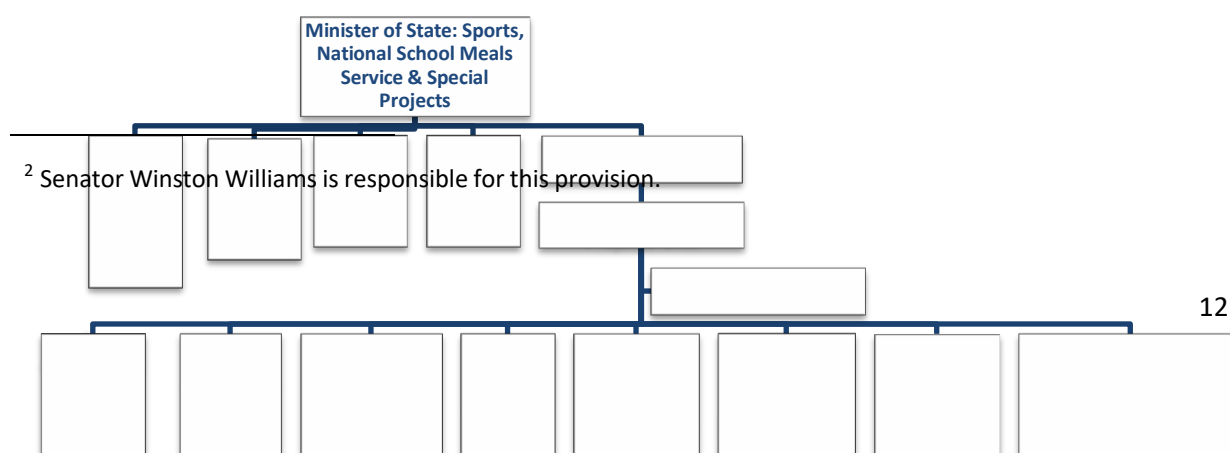 Minister of State: Sports,
National School Meals
Service & Special
Projects
2 Senator Winston Williams is responsible for this provision.
12